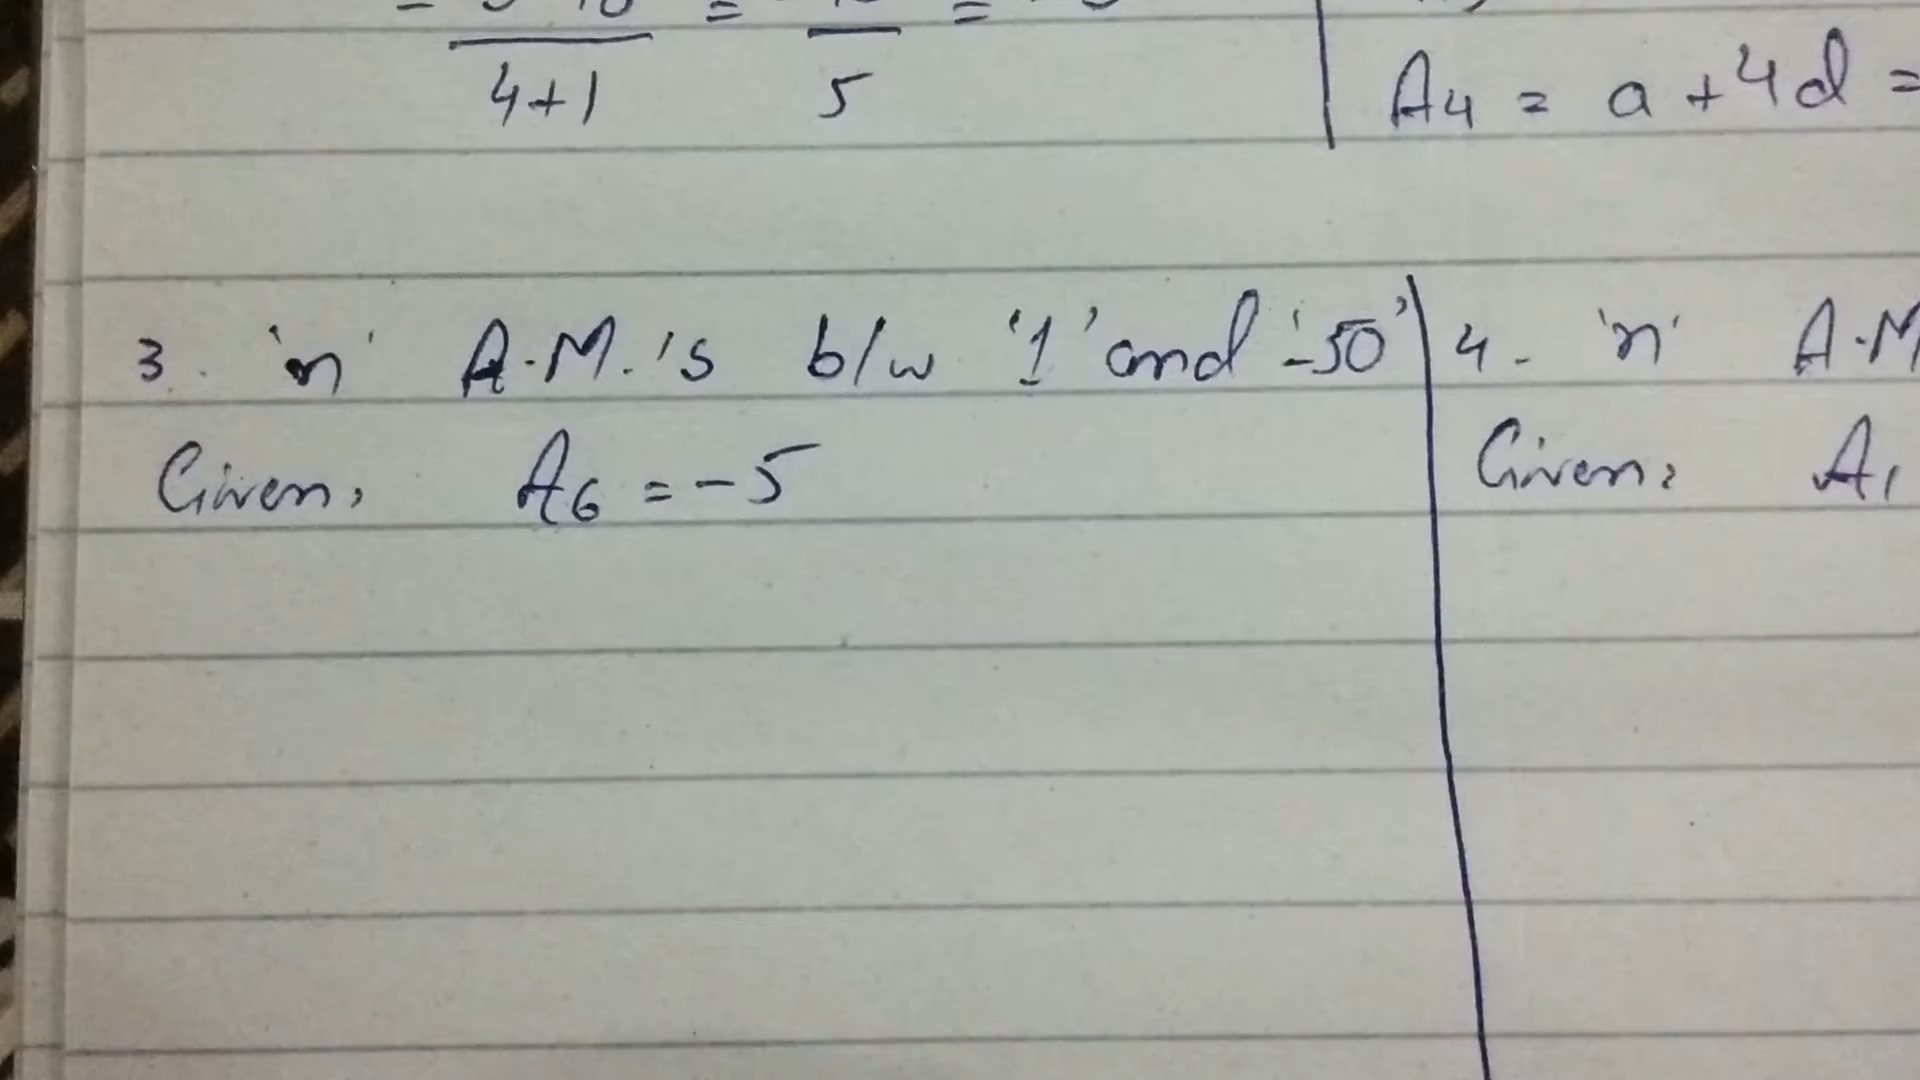 4+1 5
A4 = a + 4d =
3. 'n' A.M.'s b/w '1' and '-50'
Given, A6 = -5
4. 'n' A.M
Given, A1